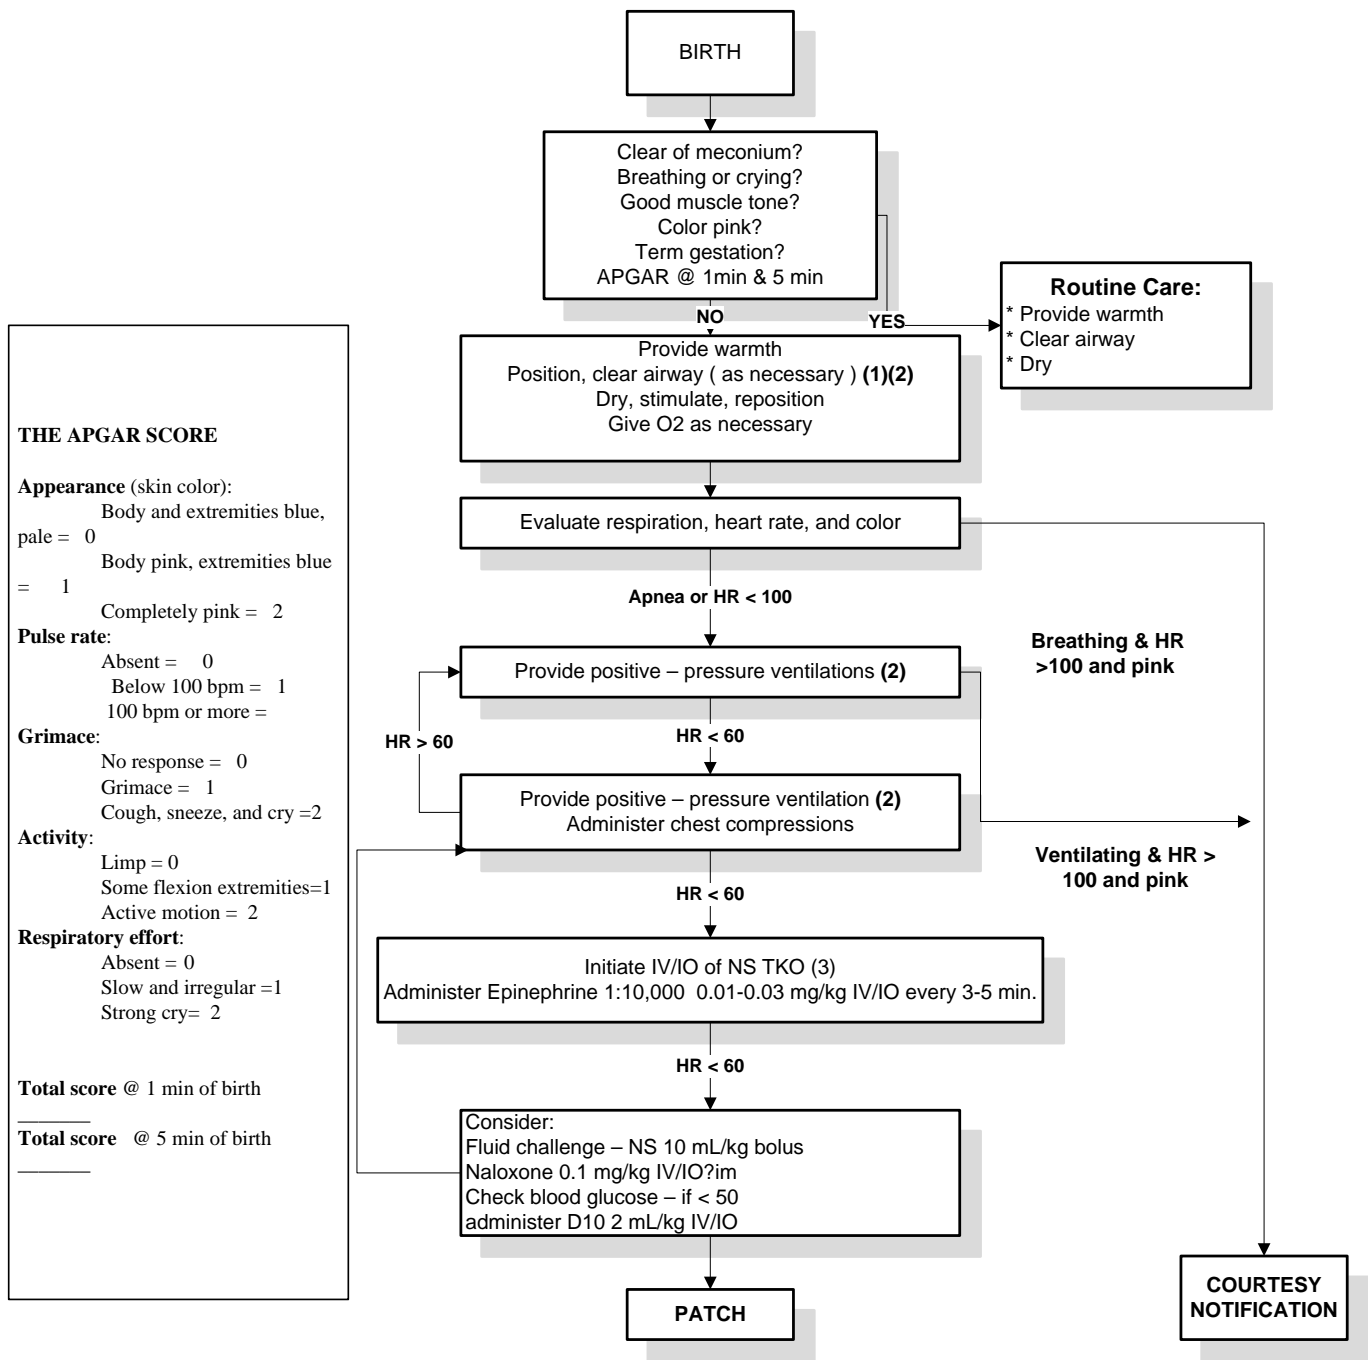 BIRTH
Clear of meconium?
Breathing or crying?
Good muscle tone?
Color pink?
Term gestation?
APGAR @ 1min & 5 min
NO
YES
Routine Care:
* Provide warmth
* Clear airway
* Dry
Provide warmth
Position, clear airway ( as necessary ) (1)(2)
Dry, stimulate, reposition
Give O2 as necessary
Evaluate respiration, heart rate, and color
Apnea or HR < 100
Breathing & HR
>100 and pink
Provide positive – pressure ventilations (2)
HR > 60
HR < 60
Provide positive – pressure ventilation (2)
Administer chest compressions
Ventilating & HR >
100 and pink
HR < 60
Initiate IV/IO of NS TKO (3)
Administer Epinephrine 1:10,000  0.01-0.03 mg/kg IV/IO every 3-5 min.
HR < 60
Consider:
Fluid challenge – NS 10 mL/kg bolus
Naloxone 0.1 mg/kg IV/IO?im
Check blood glucose – if < 50
administer D10 2 mL/kg IV/IO
PATCH
COURTESY
NOTIFICATION
THE APGAR SCORE
Appearance (skin color):
Body and extremities blue,
pale =   0
Body pink, extremities blue
=      1
Completely pink =   2
Pulse rate:
Absent =     0
Below 100 bpm =   1
100 bpm or more =
Grimace:
No response =   0
Grimace =   1
Cough, sneeze, and cry =2
Activity:
Limp = 0
Some flexion extremities=1
Active motion =  2
Respiratory effort:
Absent = 0
Slow and irregular =1
Strong cry=  2
Total score @ 1 min of birth
_______
Total score   @ 5 min of birth
_______